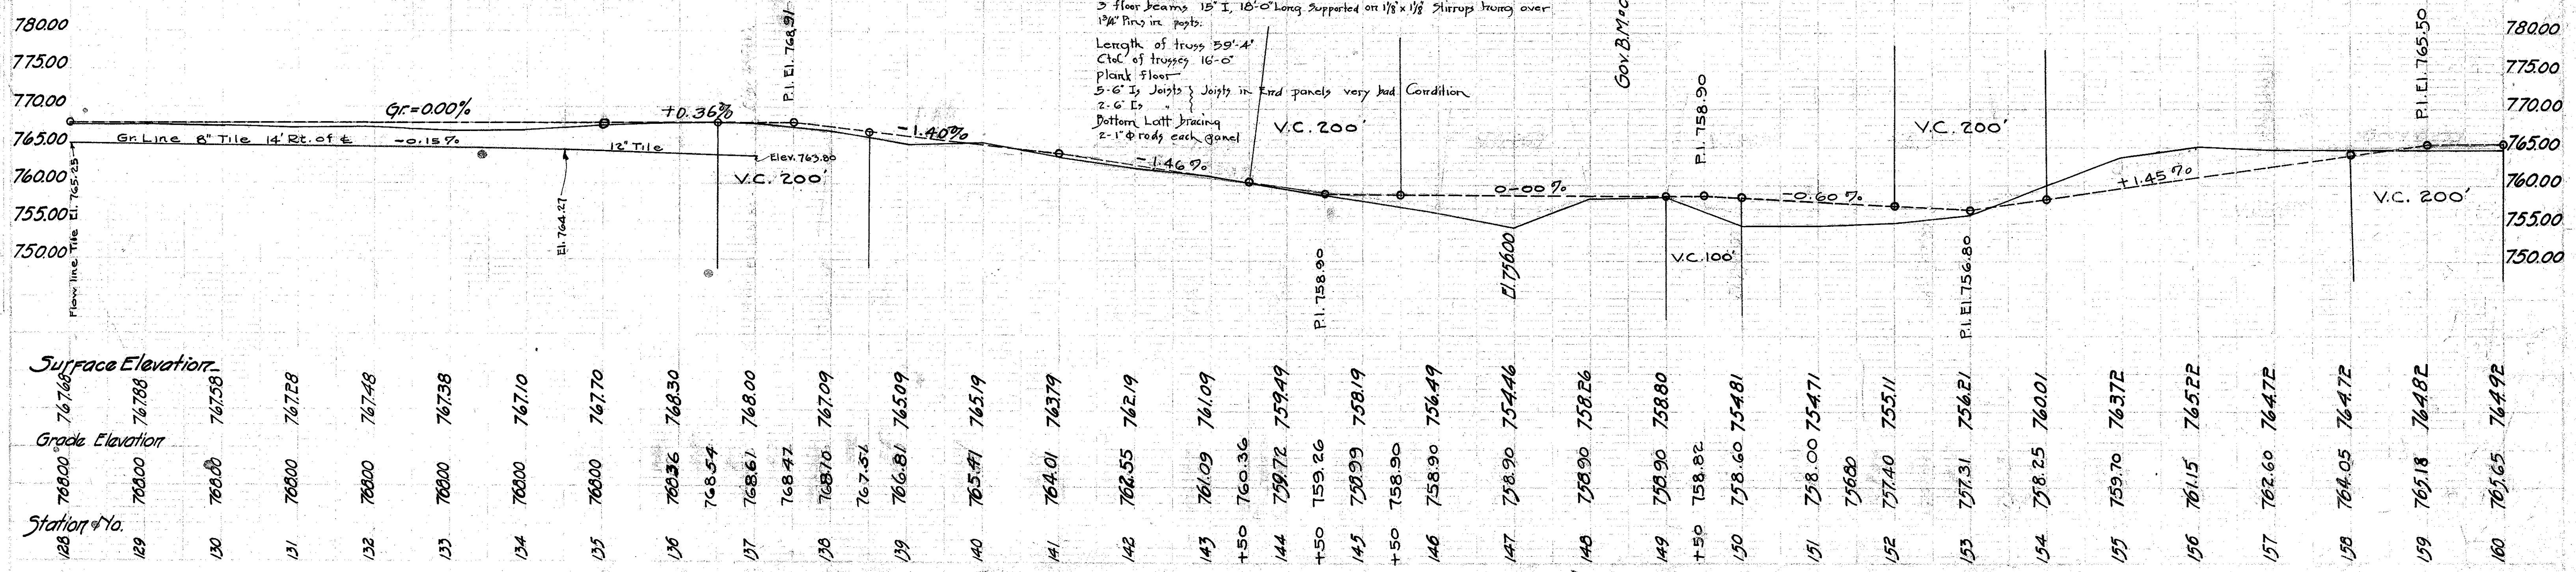 3 floor beams 15" I, 18'-0" Long Supported on 1⅛ x 1⅛ Stirrups hung over
1¾" Pins in posts.
Length of truss 59'-4"
CtoC of trusses 16'-0"
plank floor
5-6" Is Joists } Joists in End panels very bad Condition
2-6" [s " }
Bottom Latt bracing
2-1" Φ rods each panel
Gov. B.M.
780.00
775.00
770.00
765.00
760.00
755.00
750.00
780.00
775.00
770.00
765.00
760.00
755.00
750.00
Gr.=0.00%
+0.36%
P.I. El. 768.91
-1.40%
Gr. Line 8" Tile 14' Rt. of ℄ -0.15%
12" Tile
Elev. 763.80
V.C. 200'
Flow line Tile El. 765.25
El. 764.27
-1.46%
V.C. 200'
P.I. 758.90
0-00%
El. 756.00
P.I. 758.90
V.C. 100'
-0.60%
V.C. 200'
P.I. El. 756.80
+1.45%
P.I. El. 765.50
V.C. 200'
Surface Elevation
767.68 767.88 767.58 767.28 767.48 767.38 767.10 767.70 768.30 768.00 767.09 765.09 765.19 763.79 762.19 761.09 759.49 758.19 756.49 754.46 758.26 758.80 754.81 754.71 755.11 756.21 760.01 763.72 765.22 764.72 764.72 764.82 764.92
Grade Elevation
768.00 768.00 768.00 768.00 768.00 768.00 768.00 768.00 768.36 768.54 768.61 768.47 768.10 767.51 766.81 765.41 764.01 762.55 761.09 760.36 759.72 759.26 758.99 758.90 758.90 758.90 758.90 758.90 758.82 758.60 758.00 756.80 757.40 757.31 758.25 759.70 761.15 762.60 764.05 765.18 765.65
Station No.
128 129 130 131 132 133 134 135 136 137 138 139 140 141 142 143 +50 144 +50 145 +50 146 147 148 149 +50 150 151 152 153 154 155 156 157 158 159 160